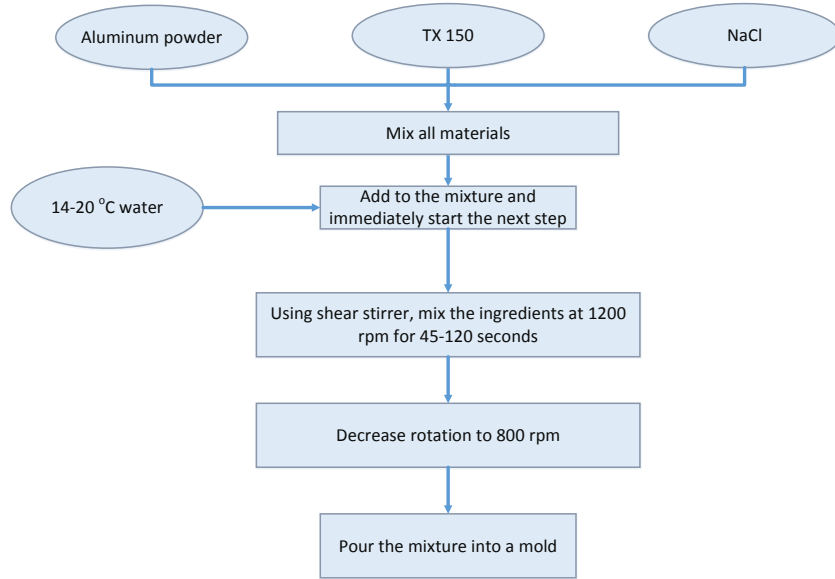 Aluminum powder
TX 150
NaCl
Mix all materials
14-20 °C water
Add to the mixture and
immediately start the next step
Using shear stirrer, mix the ingredients at 1200
rpm for 45-120 seconds
Decrease rotation to 800 rpm
Pour the mixture into a mold